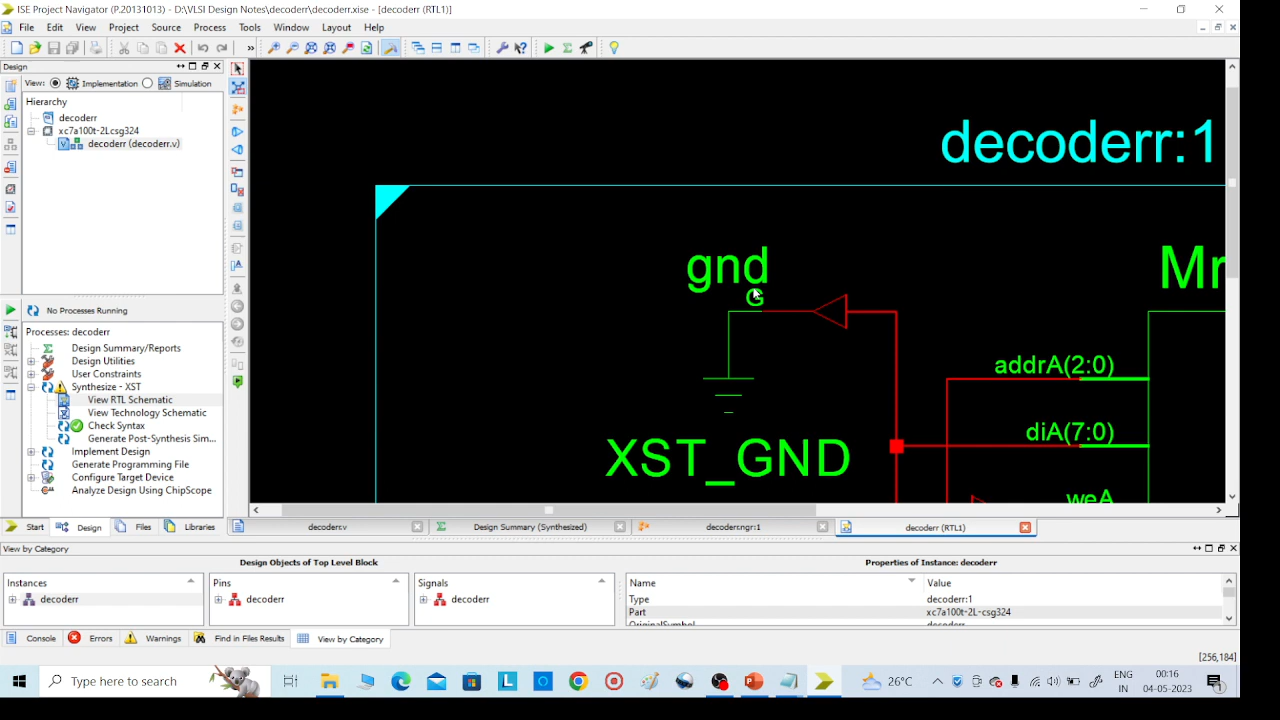 ISE Project Navigator (P.20131013) - D:\VLSI Design Notes\decoderr\decoderr.xise - [decoderr (RTL1)]
File Edit View Project Source Process Tools Window Layout Help
Design
View: Implementation Simulation
Hierarchy
decoderr
xc7a100t-2Lcsg324
decoderr (decoderr.v)
No Processes Running
Processes: decoderr
Design Summary/Reports
Design Utilities
User Constraints
Synthesize - XST
View RTL Schematic
View Technology Schematic
Check Syntax
Generate Post-Synthesis Sim...
Implement Design
Generate Programming File
Configure Target Device
Analyze Design Using ChipScope
Start Design Files Libraries
decoderr:1
gnd
G
XST_GND
Mr
addrA(2:0)
diA(7:0)
weA
decoderr.v Design Summary (Synthesized) decoderr.ngr:1 decoderr (RTL1)
View by Category
Design Objects of Top Level Block Properties of Instance: decoderr
Instances Pins Signals Name Value
decoderr decoderr decoderr Type decoderr:1
Part xc7a100t-2L-csg324
OriginalSymbol decoderr
Console Errors Warnings Find in Files Results View by Category
[256,184]
Type here to search
26°C
ENG
IN
00:16
04-05-2023
1